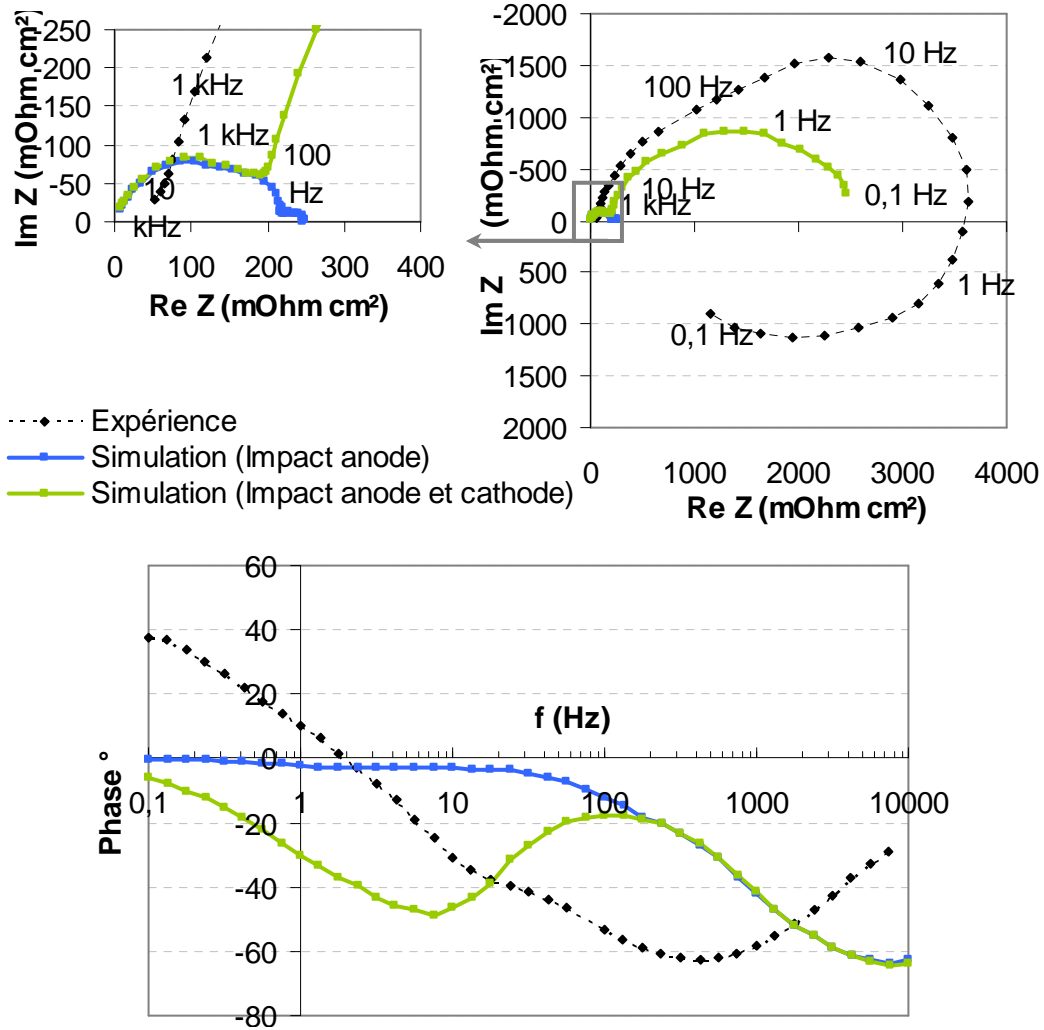 -250
-200
-150
-100
-50
0
Im Z (mOhm.cm²)
1 kHz
1 kHz
100
Hz
10
kHz
0 100 200 300 400
Re Z (mOhm cm²)
-2000
-1500
-1000
-500
0
500
1000
1500
2000
Im Z (mOhm.cm²)
10 Hz
100 Hz
1 Hz
10 Hz
0,1 Hz
1 kHz
1 Hz
0,1 Hz
0 1000 2000 3000 4000
Re Z (mOhm cm²)
Expérience
Simulation (Impact anode)
Simulation (Impact anode et cathode)
60
40
20
0
-20
-40
-60
-80
Phase °
f (Hz)
0,1 1 10 100 1000 10000